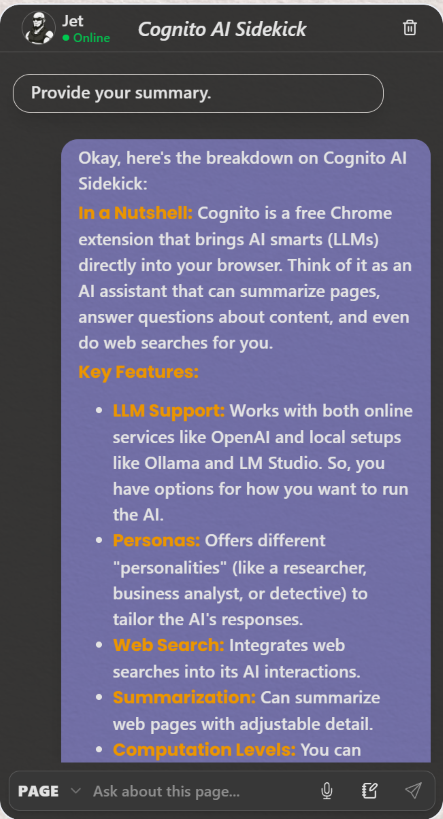 Jet
Online
Cognito AI Sidekick
Provide your summary.
Okay, here's the breakdown on Cognito AI
Sidekick:
In a Nutshell: Cognito is a free Chrome
extension that brings AI smarts (LLMs)
directly into your browser. Think of it as an
AI assistant that can summarize pages,
answer questions about content, and even
do web searches for you.
Key Features:
• LLM Support: Works with both online
services like OpenAI and local setups
like Ollama and LM Studio. So, you
have options for how you want to run
the AI.
• Personas: Offers different
"personalities" (like a researcher,
business analyst, or detective) to
tailor the AI's responses.
• Web Search: Integrates web
searches into its AI interactions.
• Summarization: Can summarize
web pages with adjustable detail.
• Computation Levels: You can
PAGE
Ask about this page...